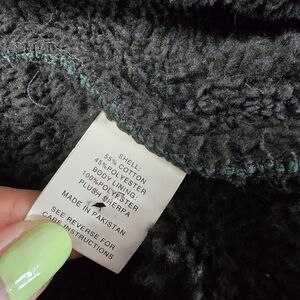 SHELL:
55% COTTON
45%POLYESTER
BODY LINING:
100%POLYESTER
PLUSH SHERPA
MADE IN PAKISTAN
SEE REVERSE FOR
CARE INSTRUCTIONS